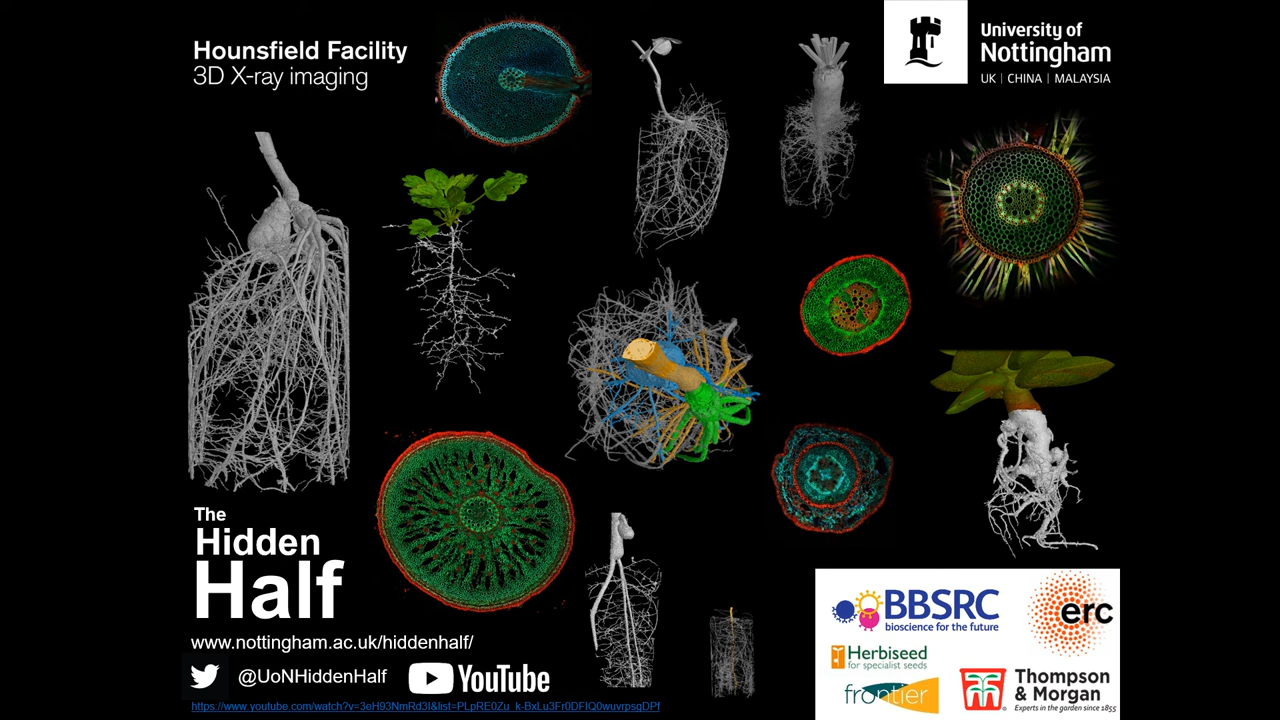 Hounsfield Facility
3D X-ray imaging
University of
Nottingham
UK | CHINA | MALAYSIA
The
Hidden
Half
www.nottingham.ac.uk/hiddenhalf/
@UoNHiddenHalf
YouTube
BBSRC
bioscience for the future
erc
Herbiseed
for specialist seeds
frontier
Thompson
& Morgan
Experts in the garden since 1855